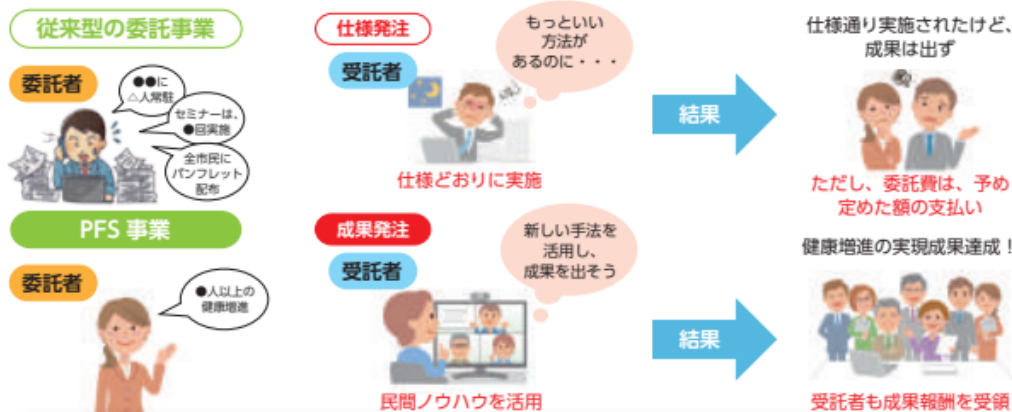 従来型の委託事業
委託者
●●に
△人常駐
セミナーは、
●回実施
全市民に
パンフレット
配布
仕様発注
受託者
もっといい
方法が
あるのに・・・
仕様どおりに実施
結果
仕様通り実施されたけど、
成果は出ず
ただし、委託費は、予め
定めた額の支払い
PFS 事業
委託者
●人以上の
健康増進
成果発注
受託者
新しい手法を
活用し、
成果を出そう
民間ノウハウを活用
結果
健康増進の実現成果達成！
受託者も成果報酬を受領